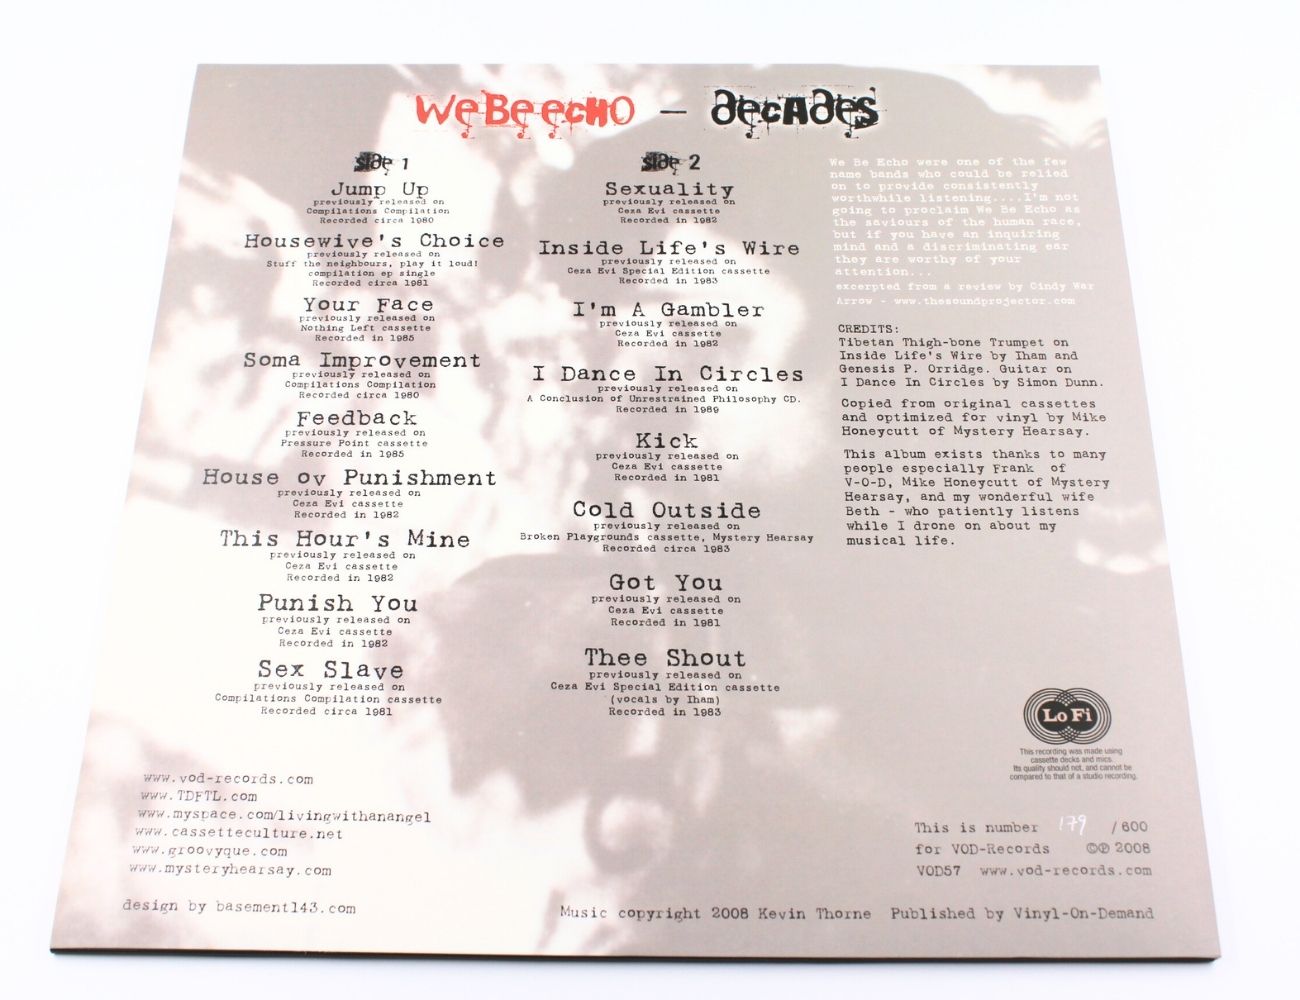 WeBe ecHO – decAdes
side 1
Jump Up
previously released on
Compilations Compilation
Recorded circa 1980
Housewive's Choice
previously released on
Stuff the neighbours, play it loud!
compilation ep single
Recorded circa 1981
Your Face
previously released on
Nothing Left cassette
Recorded in 1985
Soma Improvement
previously released on
Compilations Compilation
Recorded circa 1980
Feedback
previously released on
Pressure Point cassette
Recorded in 1985
House ov Punishment
previously released on
Ceza Evi cassette
Recorded in 1982
This Hour's Mine
previously released on
Ceza Evi cassette
Recorded in 1982
Punish You
previously released on
Ceza Evi cassette
Recorded in 1982
Sex Slave
previously released on
Compilations Compilation cassette
Recorded circa 1981
side 2
Sexuality
previously released on
Ceza Evi cassette
Recorded in 1982
Inside Life's Wire
previously released on
Ceza Evi Special Edition cassette
Recorded in 1983
I'm A Gambler
previously released on
Ceza Evi cassette
Recorded in 1982
I Dance In Circles
previously released on
A Conclusion of Unrestrained Philosophy CD.
Recorded in 1989
Kick
previously released on
Ceza Evi cassette
Recorded in 1981
Cold Outside
previously released on
Broken Playgrounds cassette, Mystery Hearsay
Recorded circa 1983
Got You
previously released on
Ceza Evi cassette
Recorded in 1981
Thee Shout
previously released on
Ceza Evi Special Edition cassette
(vocals by Iham)
Recorded in 1983
We Be Echo were one of the few
name bands who could be relied
on to provide consistently
worthwhile listening....I'm not
going to proclaim We Be Echo as
the saviours of the human race,
but if you have an inquiring
mind and a discriminating ear
they are worthy of your
attention...
excerpted from a review by Cindy War
Arrow - www.thesoundprojector.com
CREDITS:
Tibetan Thigh-bone Trumpet on
Inside Life's Wire by Iham and
Genesis P. Orridge. Guitar on
I Dance In Circles by Simon Dunn.
Copied from original cassettes
and optimized for vinyl by Mike
Honeycutt of Mystery Hearsay.
This album exists thanks to many
people especially Frank of
V-O-D, Mike Honeycutt of Mystery
Hearsay, and my wonderful wife
Beth - who patiently listens
while I drone on about my
musical life.
Lo Fi
This recording was made using
cassette decks and mics.
Its quality should not, and cannot be
compared to that of a studio recording.
www.vod-records.com
www.TDFTL.com
www.myspace.com/livingwithanangel
www.cassetteculture.net
www.groovyque.com
www.mysteryhearsay.com
design by basement143.com
This is number 179 /600
for VOD-Records ©℗ 2008
VOD57 www.vod-records.com
Music copyright 2008 Kevin Thorne Published by Vinyl-On-Demand